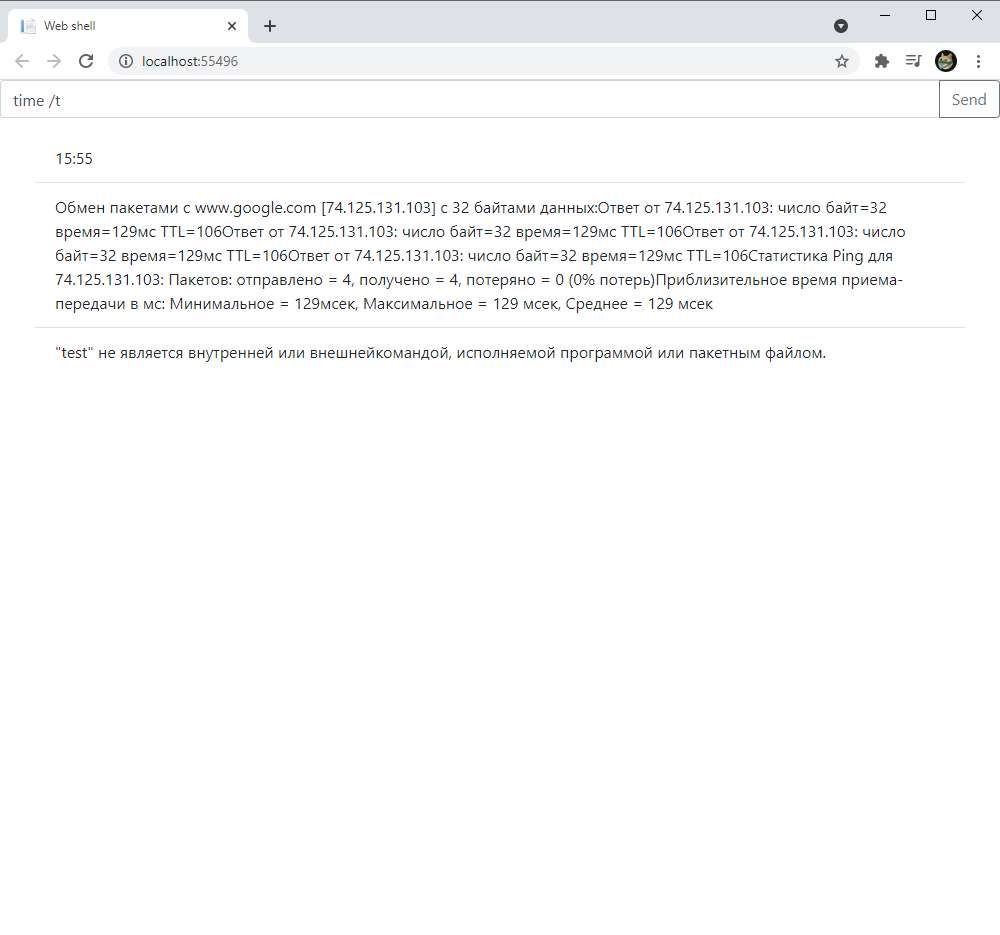 Web shell
localhost:55496
time /t
Send
15:55
Обмен пакетами с www.google.com [74.125.131.103] с 32 байтами данных:Ответ от 74.125.131.103: число байт=32
время=129мс TTL=106Ответ от 74.125.131.103: число байт=32 время=129мс TTL=106Ответ от 74.125.131.103: число
байт=32 время=129мс TTL=106Ответ от 74.125.131.103: число байт=32 время=129мс TTL=106Статистика Ping для
74.125.131.103: Пакетов: отправлено = 4, получено = 4, потеряно = 0 (0% потерь)Приблизительное время приема-
передачи в мс: Минимальное = 129мсек, Максимальное = 129 мсек, Среднее = 129 мсек
"test" не является внутренней или внешнейкомандой, исполняемой программой или пакетным файлом.